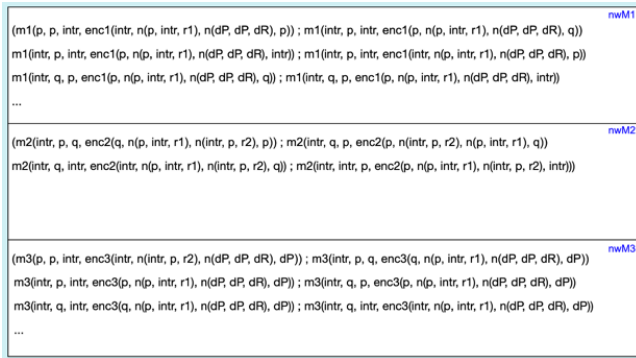 nwM1
(m1(p, p, intr, enc1(intr, n(p, intr, r1), n(dP, dP, dR), p)) ; m1(intr, p, intr, enc1(p, n(p, intr, r1), n(dP, dP, dR), q))
m1(intr, p, intr, enc1(p, n(p, intr, r1), n(dP, dP, dR), intr)) ; m1(intr, p, intr, enc1(intr, n(p, intr, r1), n(dP, dP, dR), p))
m1(intr, q, p, enc1(p, n(p, intr, r1), n(dP, dP, dR), q)) ; m1(intr, q, p, enc1(p, n(p, intr, r1), n(dP, dP, dR), intr))
...
nwM2
(m2(intr, p, q, enc2(q, n(p, intr, r1), n(intr, p, r2), p)) ; m2(intr, q, p, enc2(p, n(intr, p, r2), n(p, intr, r1), q))
m2(intr, q, intr, enc2(intr, n(p, intr, r1), n(intr, p, r2), q)) ; m2(intr, intr, p, enc2(p, n(p, intr, r1), n(intr, p, r2), intr)))
nwM3
(m3(p, p, intr, enc3(intr, n(intr, p, r2), n(dP, dP, dR), dP)) ; m3(intr, p, q, enc3(q, n(p, intr, r1), n(dP, dP, dR), dP))
m3(intr, p, intr, enc3(p, n(p, intr, r1), n(dP, dP, dR), dP)) ; m3(intr, q, p, enc3(p, n(p, intr, r1), n(dP, dP, dR), dP))
m3(intr, q, intr, enc3(q, n(p, intr, r1), n(dP, dP, dR), dP)) ; m3(intr, q, intr, enc3(intr, n(p, intr, r1), n(dP, dP, dR), dP))
...